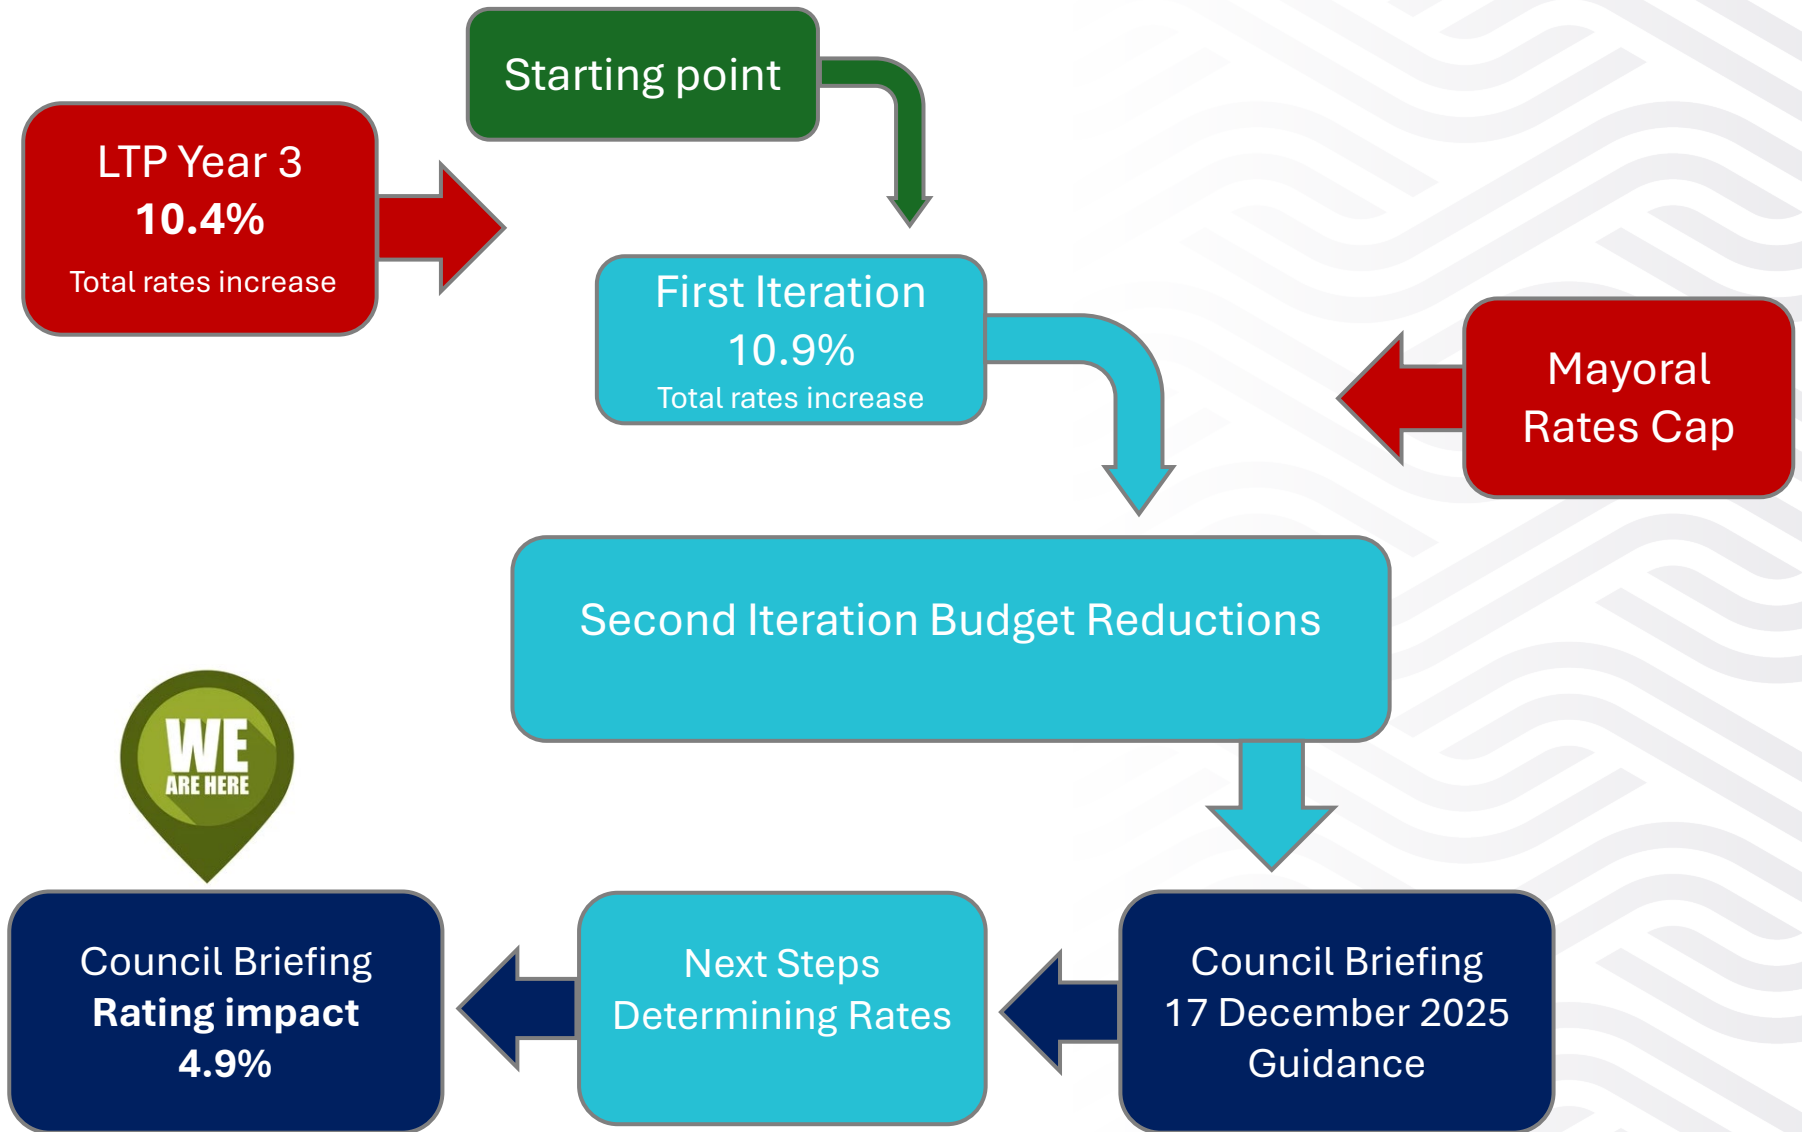 Starting point
LTP Year 3
10.4%
Total rates increase
First Iteration
10.9%
Total rates increase
Mayoral
Rates Cap
Second Iteration Budget Reductions
WE
ARE HERE
Council Briefing
Rating impact
4.9%
Next Steps
Determining Rates
Council Briefing
17 December 2025
Guidance